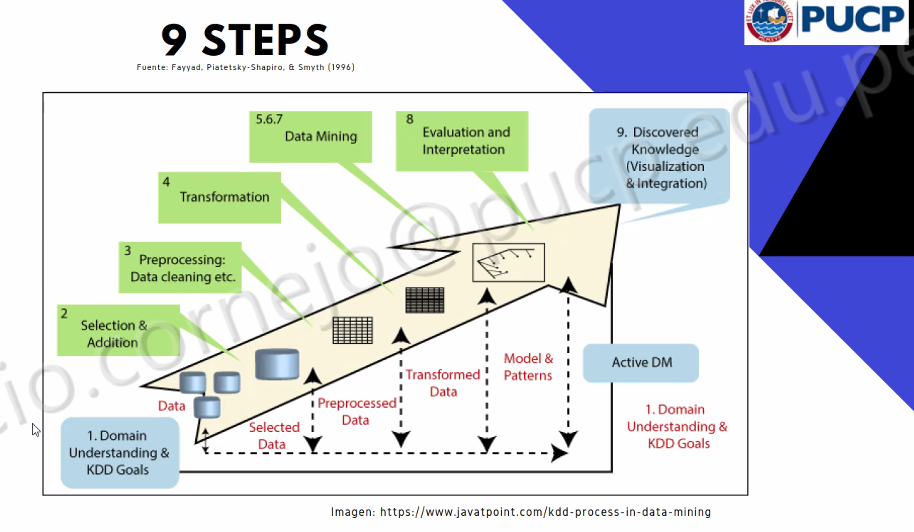 9 STEPS
Fuente: Fayyad, Piatetsky-Shapiro, & Smyth (1996)
PUCP
5.6.7
Data Mining
8
Evaluation and
Interpretation
9. Discovered
Knowledge
(Visualization
& Integration)
4
Transformation
3
Preprocessing:
Data cleaning etc.
2
Selection &
Addition
Data
Selected
Data
Preprocessed
Data
Transformed
Data
Model &
Patterns
Active DM
1. Domain
Understanding &
KDD Goals
1. Domain
Understanding &
KDD Goals
cio.cornejo@pucp.edu.pe
Imagen: https://www.javatpoint.com/kdd-process-in-data-mining